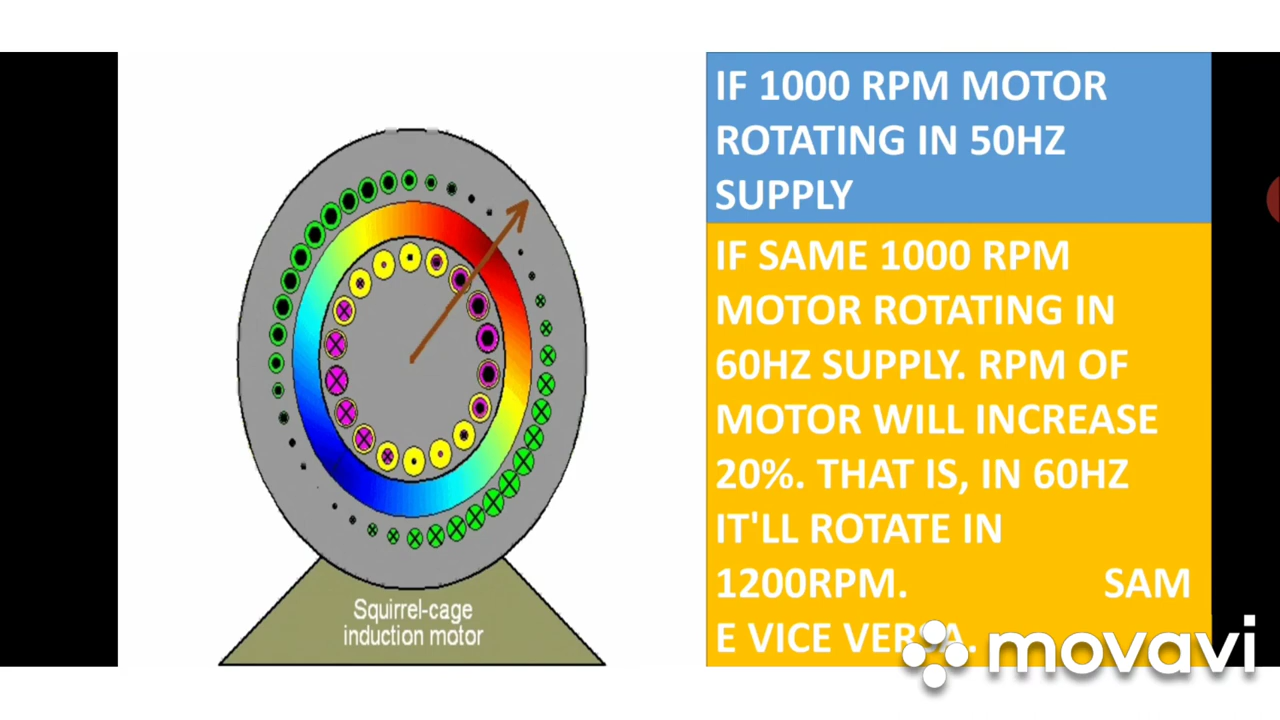 IF 1000 RPM MOTOR
ROTATING IN 50HZ
SUPPLY
IF SAME 1000 RPM
MOTOR ROTATING IN
60HZ SUPPLY. RPM OF
MOTOR WILL INCREASE
20%. THAT IS, IN 60HZ
IT'LL ROTATE IN
1200RPM. SAM
E VICE VERSA.
Squirrel-cage
induction motor
movavi